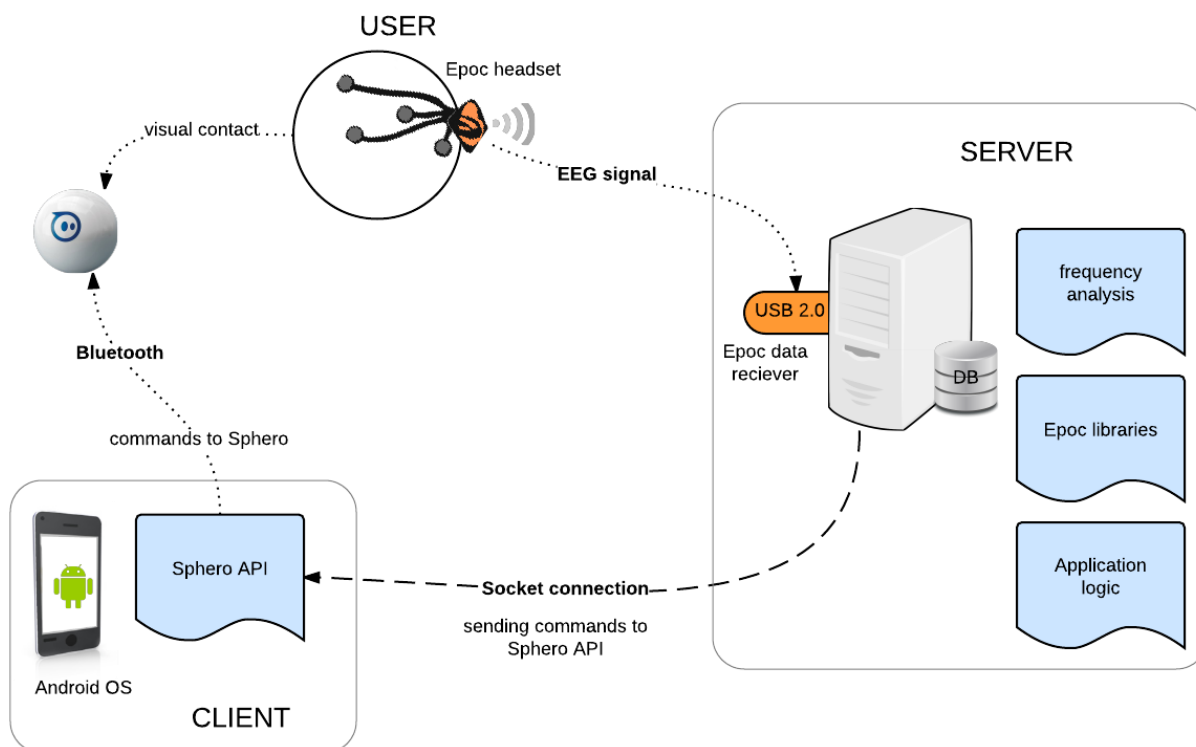 USER
Epoc headset
visual contact
EEG signal
SERVER
frequency
analysis
USB 2.0
Epoc data
reciever
DB
Epoc libraries
Bluetooth
commands to Sphero
Application
logic
Sphero API
Socket connection
sending commands to
Sphero API
Android OS
CLIENT